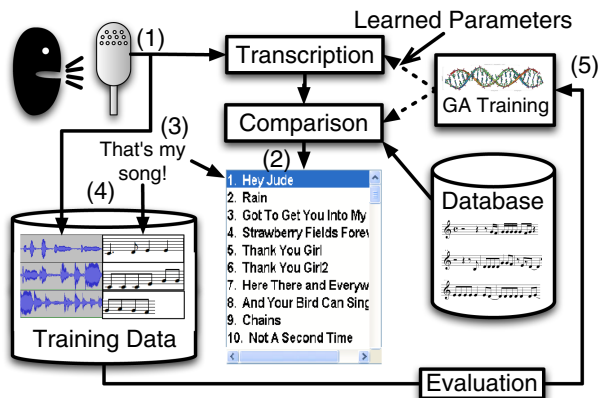 Learned Parameters
(1)
Transcription
(5)
GA Training
Comparison
(3)
That's my
song!
(2)
(4)
1. Hey Jude
2. Rain
3. Got To Get You Into My
4. Strawberry Fields Forev
5. Thank You Girl
6. Thank You Girl2
7. Here There and Everyw
8. And Your Bird Can Sing
9. Chains
10. Not A Second Time
Database
Training Data
Evaluation